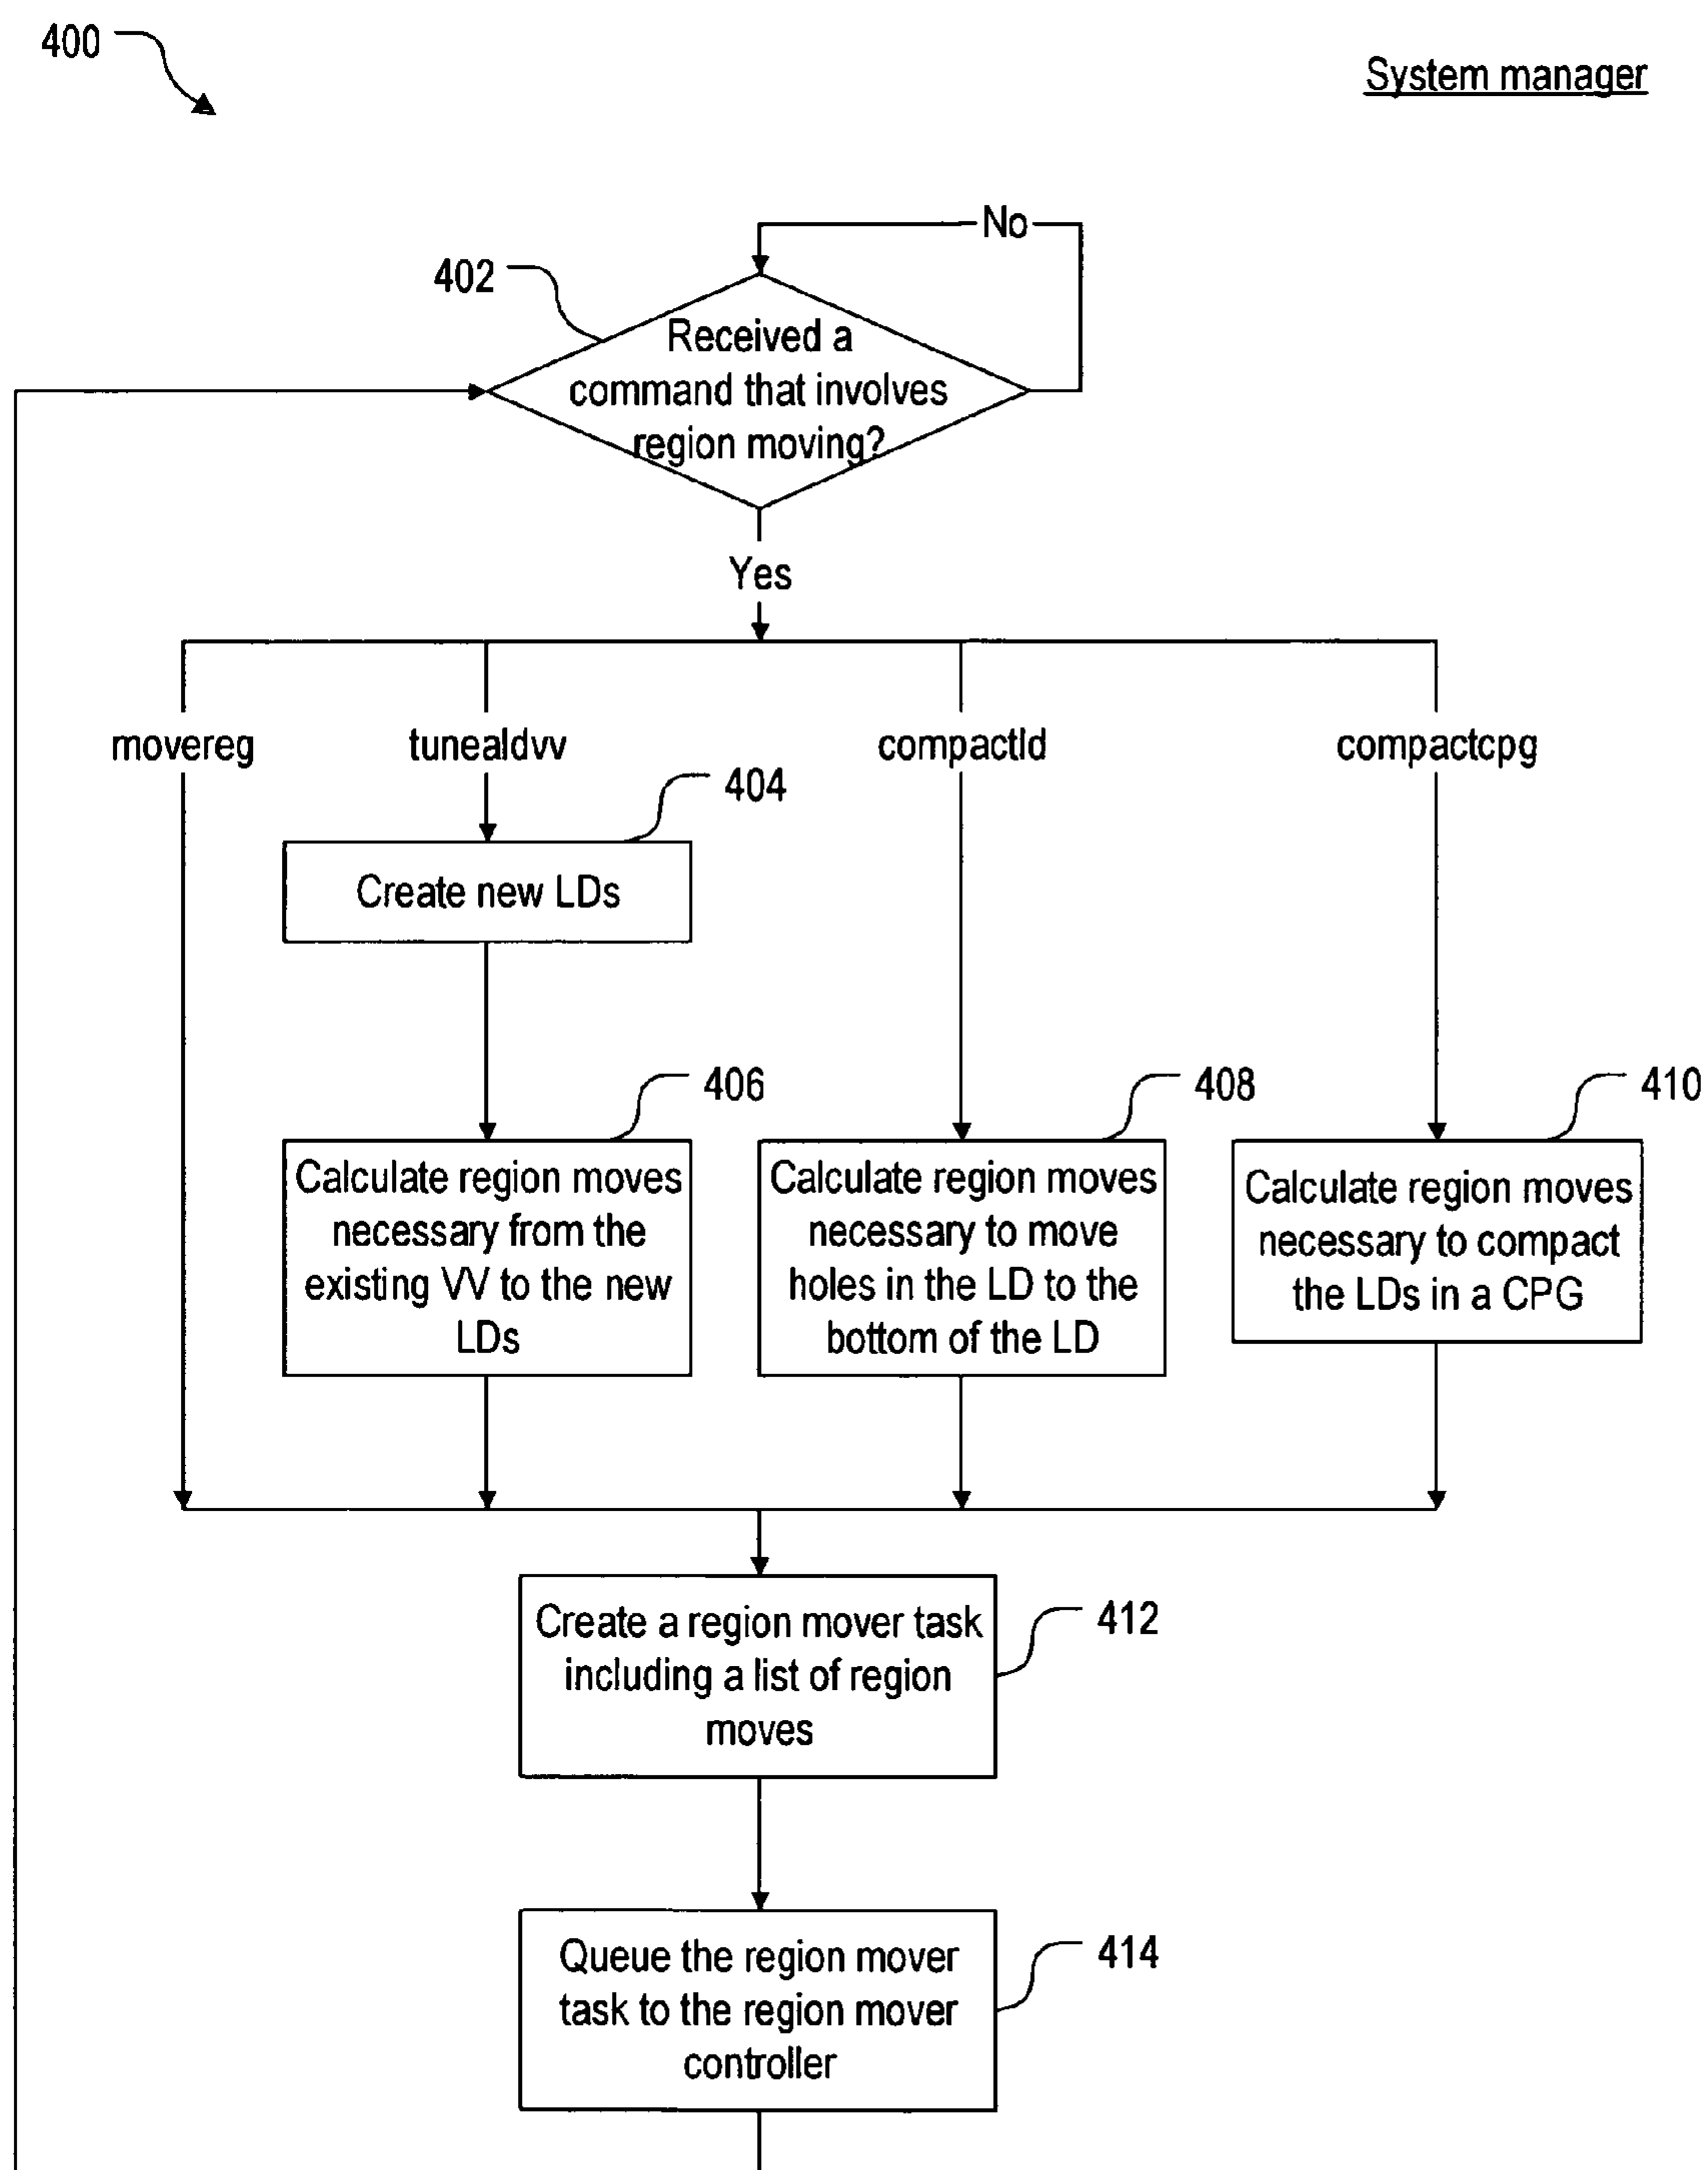 400
System manager
No
402
Received a
command that involves
region moving?
Yes
movereg
tunealdvv
compactld
compactcpg
404
Create new LDs
406
408
410
Calculate region moves
necessary from the
existing VV to the new
LDs
Calculate region moves
necessary to move
holes in the LD to the
bottom of the LD
Calculate region moves
necessary to compact
the LDs in a CPG
Create a region mover task
including a list of region
moves
412
Queue the region mover
task to the region mover
controller
414